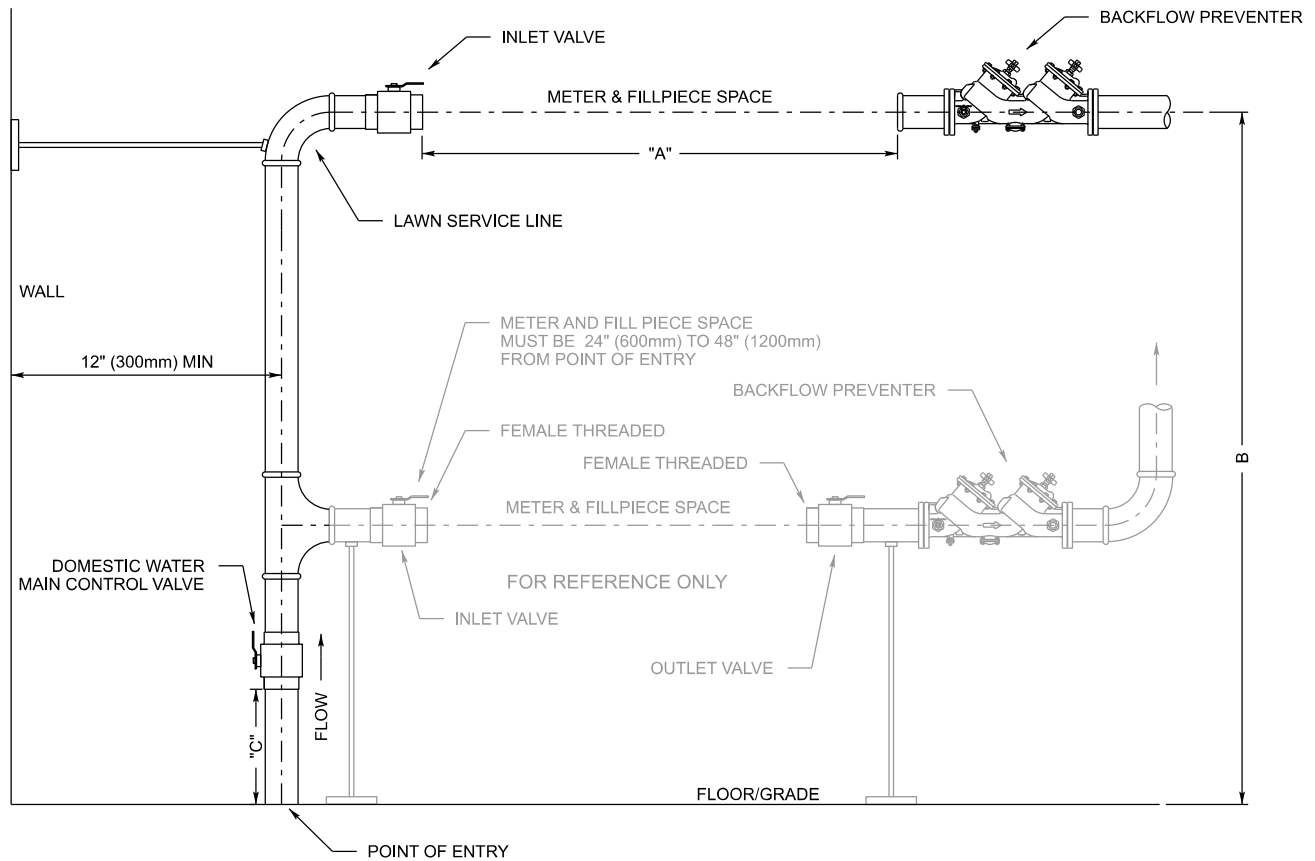 BACKFLOW PREVENTER
INLET VALVE
METER & FILLPIECE SPACE
"A"
LAWN SERVICE LINE
WALL
METER AND FILL PIECE SPACE
MUST BE 24" (600mm) TO 48" (1200mm)
FROM POINT OF ENTRY
12" (300mm) MIN
BACKFLOW PREVENTER
FEMALE THREADED
FEMALE THREADED
B
METER & FILLPIECE SPACE
DOMESTIC WATER
MAIN CONTROL VALVE
FOR REFERENCE ONLY
INLET VALVE
OUTLET VALVE
FLOW
"C"
FLOOR/GRADE
POINT OF ENTRY